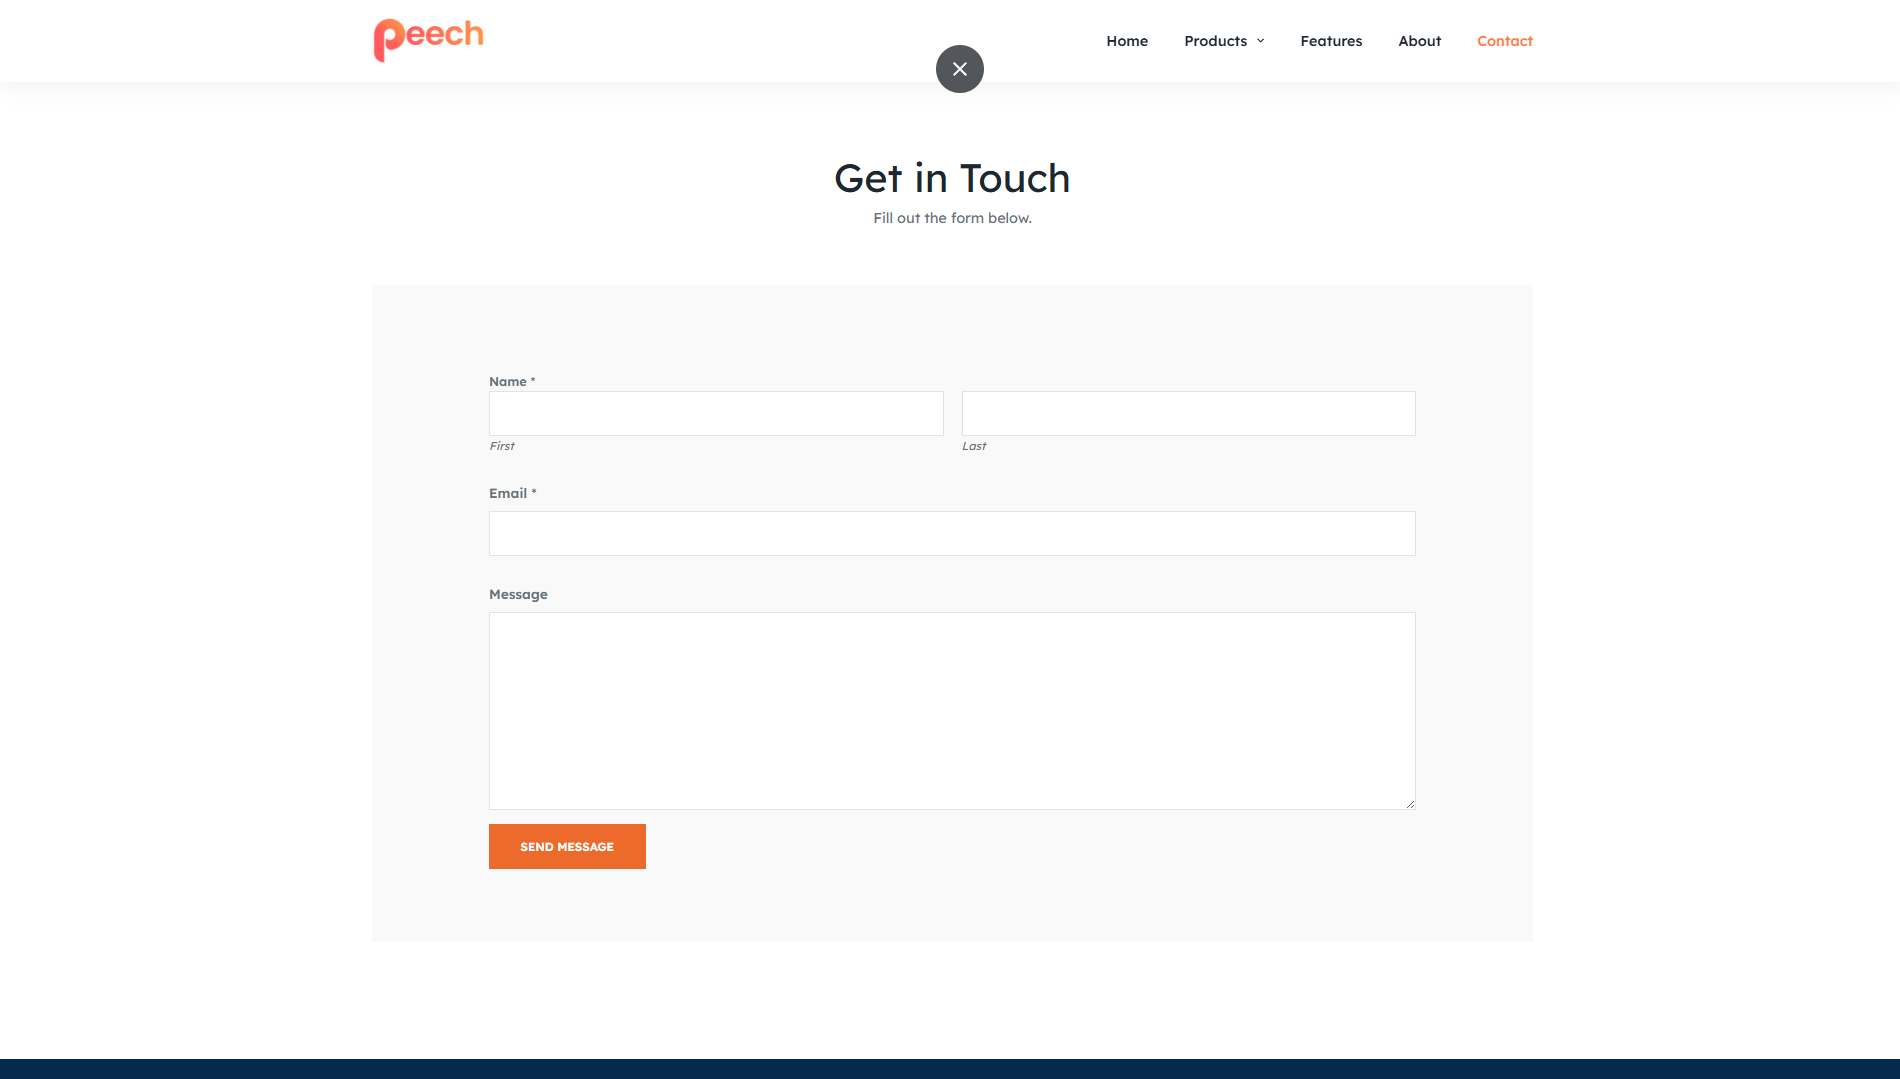 Peech
Home Products Features About Contact
Get in Touch
Fill out the form below.
Name *
First Last
Email *
Message
SEND MESSAGE